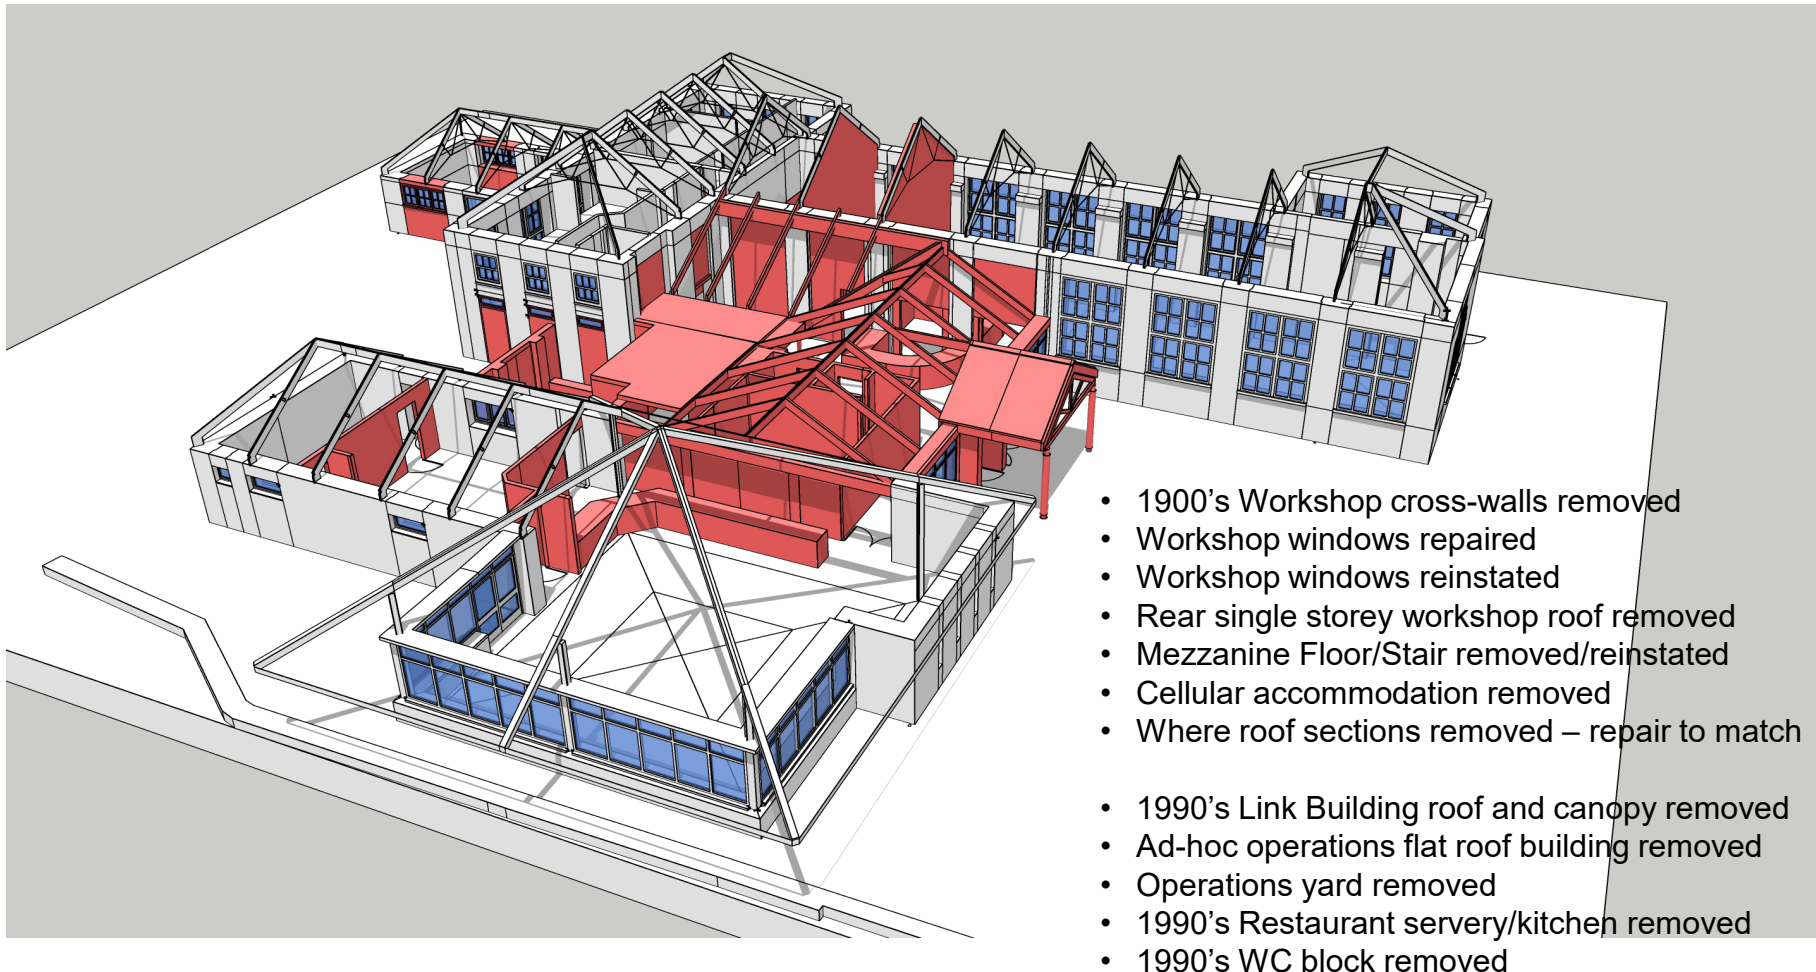 • 1900's Workshop cross-walls removed
• Workshop windows repaired
• Workshop windows reinstated
• Rear single storey workshop roof removed
• Mezzanine Floor/Stair removed/reinstated
• Cellular accommodation removed
• Where roof sections removed – repair to match
• 1990's Link Building roof and canopy removed
• Ad-hoc operations flat roof building removed
• Operations yard removed
• 1990's Restaurant servery/kitchen removed
• 1990's WC block removed